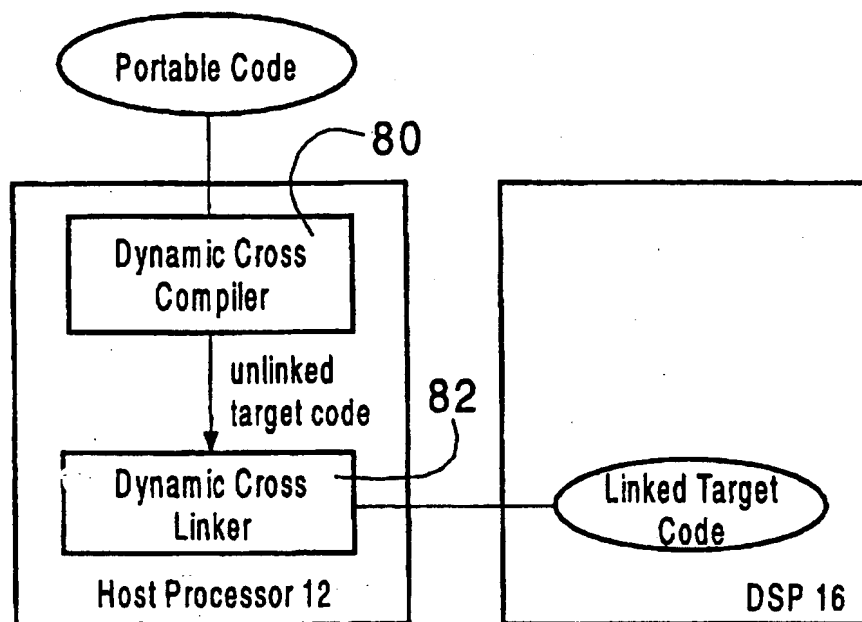 Portable Code
80
Dynamic Cross
Compiler
unlinked
target code
82
Dynamic Cross
Linker
Linked Target
Code
Host Processor 12
DSP 16